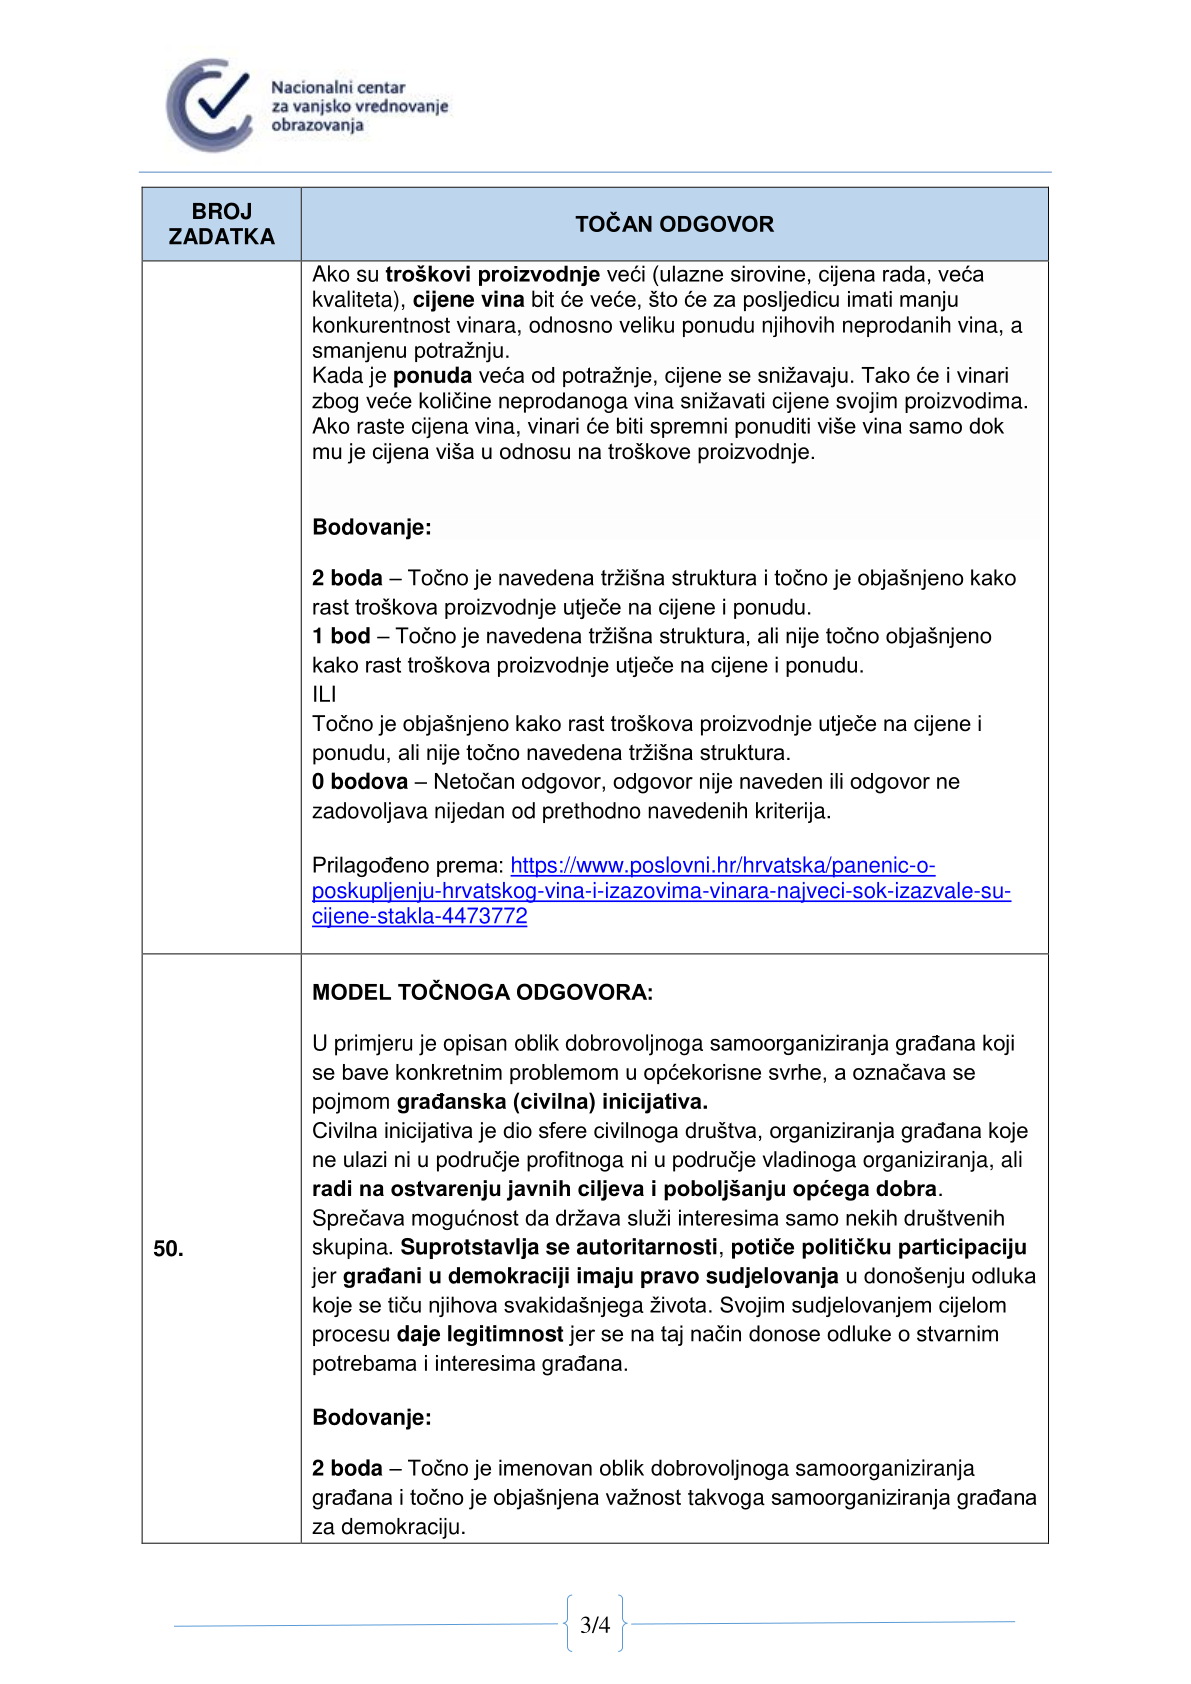 Nacionalni centar
za vanjsko vrednovanje
obrazovanja
BROJ
ZADATKA
TOČAN ODGOVOR
Ako su troškovi proizvodnje veći (ulazne sirovine, cijena rada, veća
kvaliteta), cijene vina bit će veće, što će za posljedicu imati manju
konkurentnost vinara, odnosno veliku ponudu njihovih neprodanih vina, a
smanjenu potražnju.
Kada je ponuda veća od potražnje, cijene se snižavaju. Tako će i vinari
zbog veće količine neprodanoga vina snižavati cijene svojim proizvodima.
Ako raste cijena vina, vinari će biti spremni ponuditi više vina samo dok
mu je cijena viša u odnosu na troškove proizvodnje.
Bodovanje:
2 boda – Točno je navedena tržišna struktura i točno je objašnjeno kako
rast troškova proizvodnje utječe na cijene i ponudu.
1 bod – Točno je navedena tržišna struktura, ali nije točno objašnjeno
kako rast troškova proizvodnje utječe na cijene i ponudu.
ILI
Točno je objašnjeno kako rast troškova proizvodnje utječe na cijene i
ponudu, ali nije točno navedena tržišna struktura.
0 bodova – Netočan odgovor, odgovor nije naveden ili odgovor ne
zadovoljava nijedan od prethodno navedenih kriterija.
Prilagođeno prema: https://www.poslovni.hr/hrvatska/panenic-o-
poskupljenju-hrvatskog-vina-i-izazovima-vinara-najveci-sok-izazvale-su-
cijene-stakla-4473772
50.
MODEL TOČNOGA ODGOVORA:
U primjeru je opisan oblik dobrovoljnoga samoorganiziranja građana koji
se bave konkretnim problemom u općekorisne svrhe, a označava se
pojmom građanska (civilna) inicijativa.
Civilna inicijativa je dio sfere civilnoga društva, organiziranja građana koje
ne ulazi ni u područje profitnoga ni u područje vladinoga organiziranja, ali
radi na ostvarenju javnih ciljeva i poboljšanju općega dobra.
Sprečava mogućnost da država služi interesima samo nekih društvenih
skupina. Suprotstavlja se autoritarnosti, potiče političku participaciju
jer građani u demokraciji imaju pravo sudjelovanja u donošenju odluka
koje se tiču njihova svakidašnjega života. Svojim sudjelovanjem cijelom
procesu daje legitimnost jer se na taj način donose odluke o stvarnim
potrebama i interesima građana.
Bodovanje:
2 boda – Točno je imenovan oblik dobrovoljnoga samoorganiziranja
građana i točno je objašnjena važnost takvoga samoorganiziranja građana
za demokraciju.
3/4